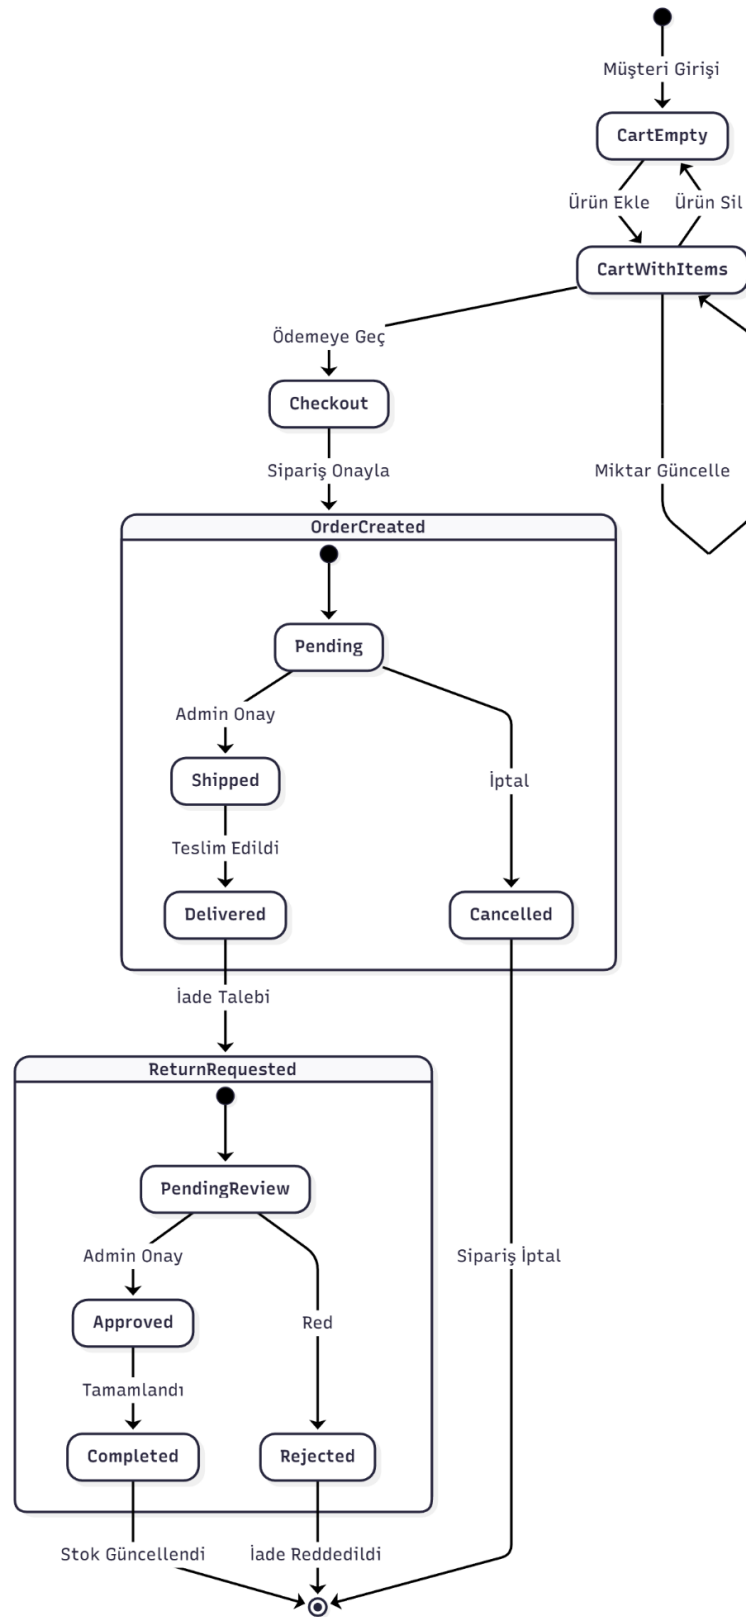 Müşteri Girişi
CartEmpty
Ürün Ekle
Ürün Sil
CartWithItems
Ödemeye Geç
Checkout
Sipariş Onayla
Miktar Güncelle
OrderCreated
Pending
Admin Onay
Shipped
İptal
Teslim Edildi
Delivered
Cancelled
İade Talebi
ReturnRequested
PendingReview
Admin Onay
Sipariş İptal
Approved
Red
Tamamlandı
Completed
Rejected
Stok Güncellendi
İade Reddedildi